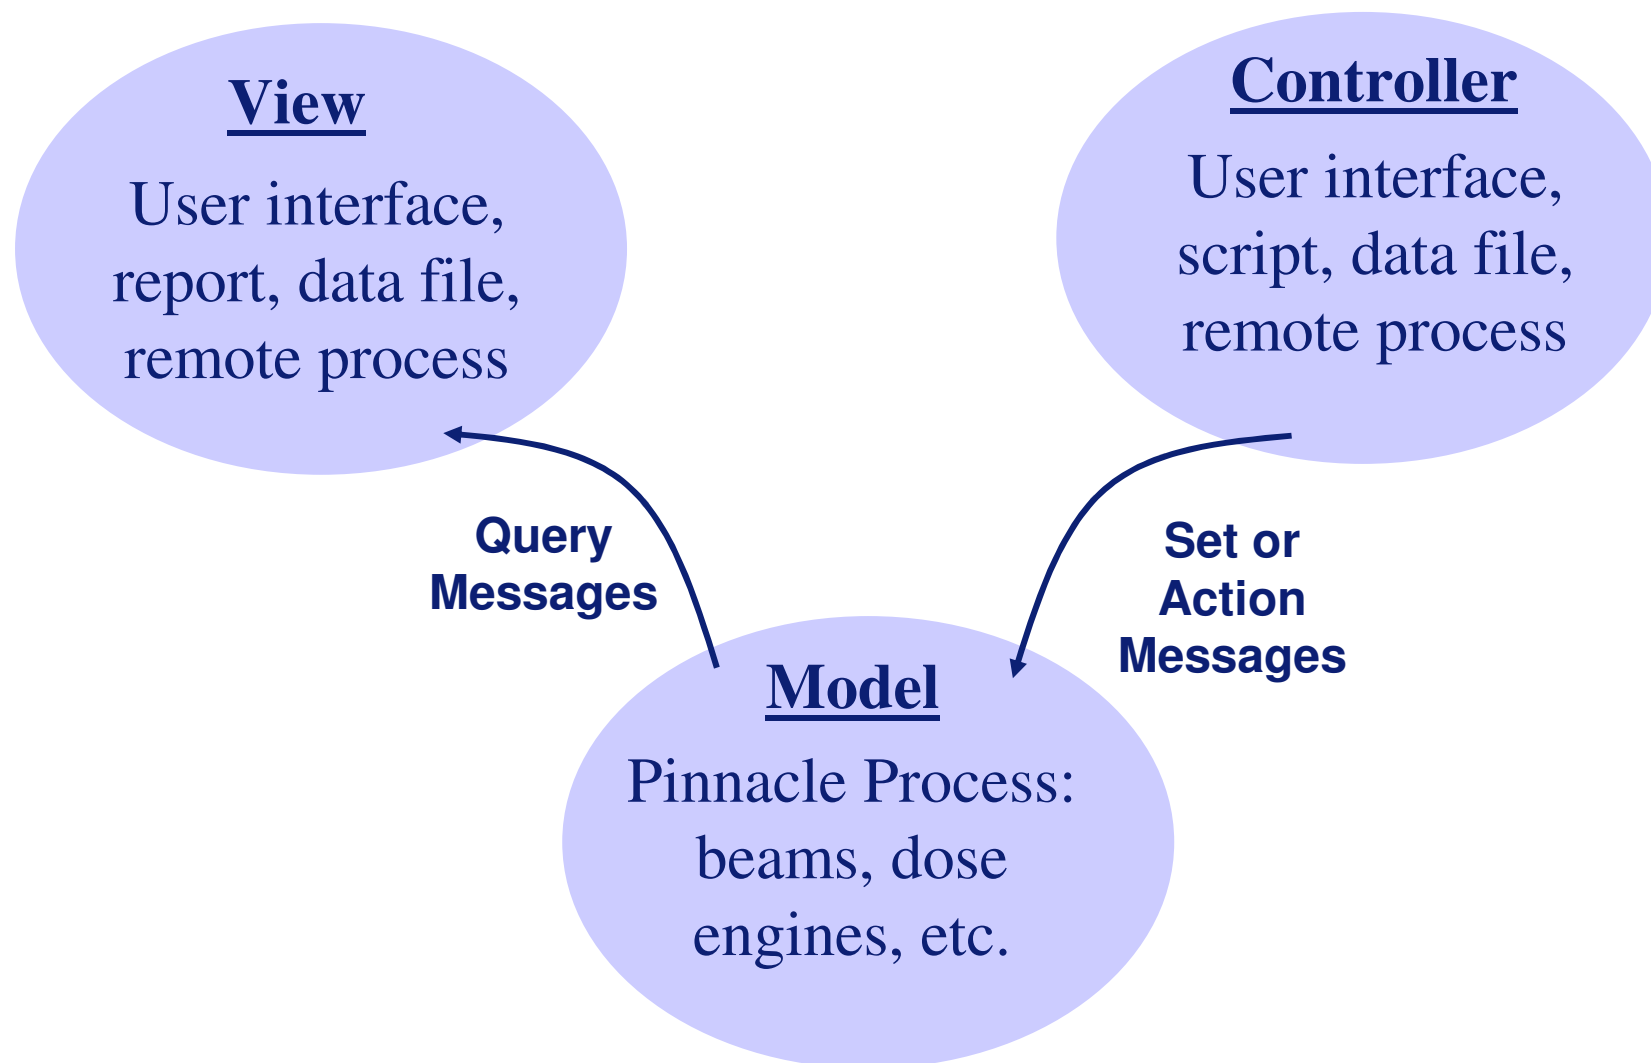 View
User interface,
report, data file,
remote process
Controller
User interface,
script, data file,
remote process
Query
Messages
Set or
Action
Messages
Model
Pinnacle Process:
beams, dose
engines, etc.